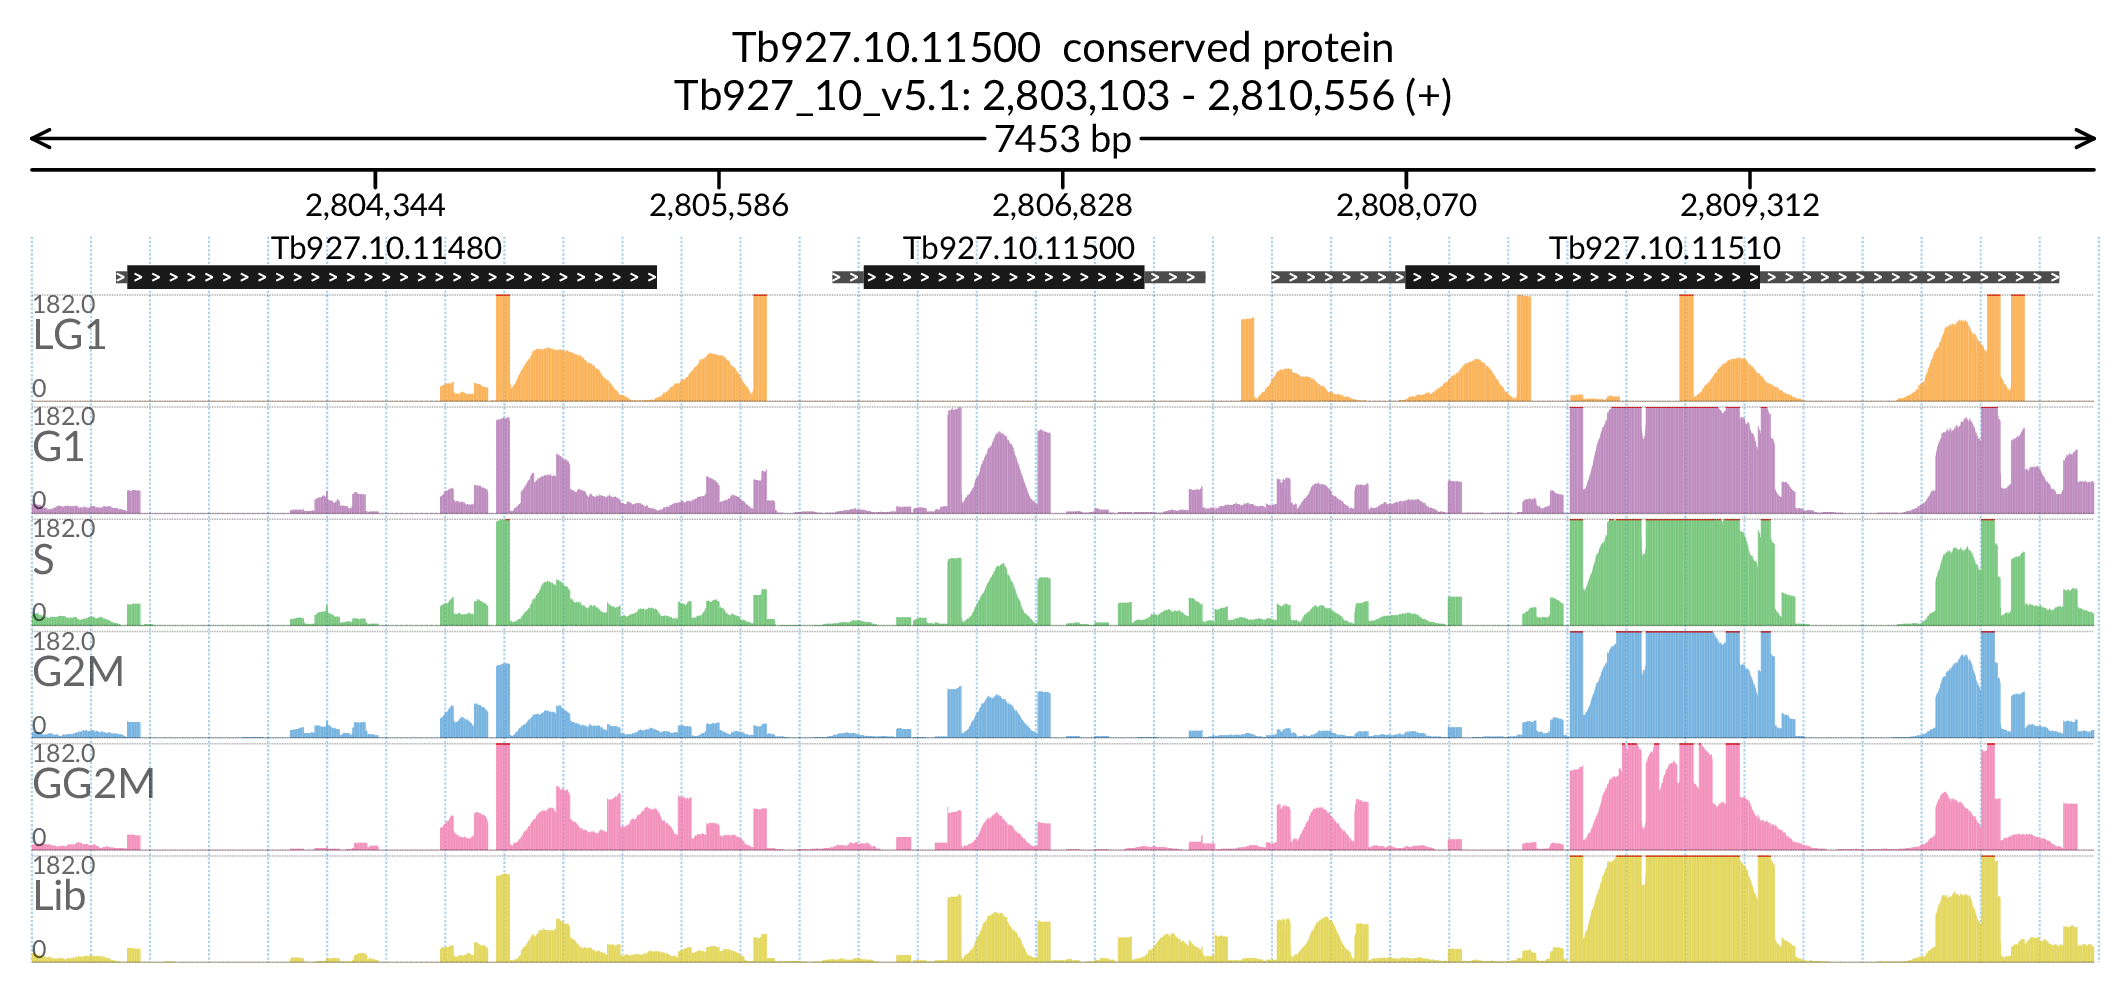 Tb927.10.11500 conserved protein
Tb927_10_v5.1: 2,803,103 - 2,810,556 (+)
7453 bp
2,804,344 2,805,586 2,806,828 2,808,070 2,809,312
Tb927.10.11480 Tb927.10.11500 Tb927.10.11510
182.0
LG1
0
182.0
G1
0
182.0
S
0
182.0
G2M
0
182.0
GG2M
0
182.0
Lib
0